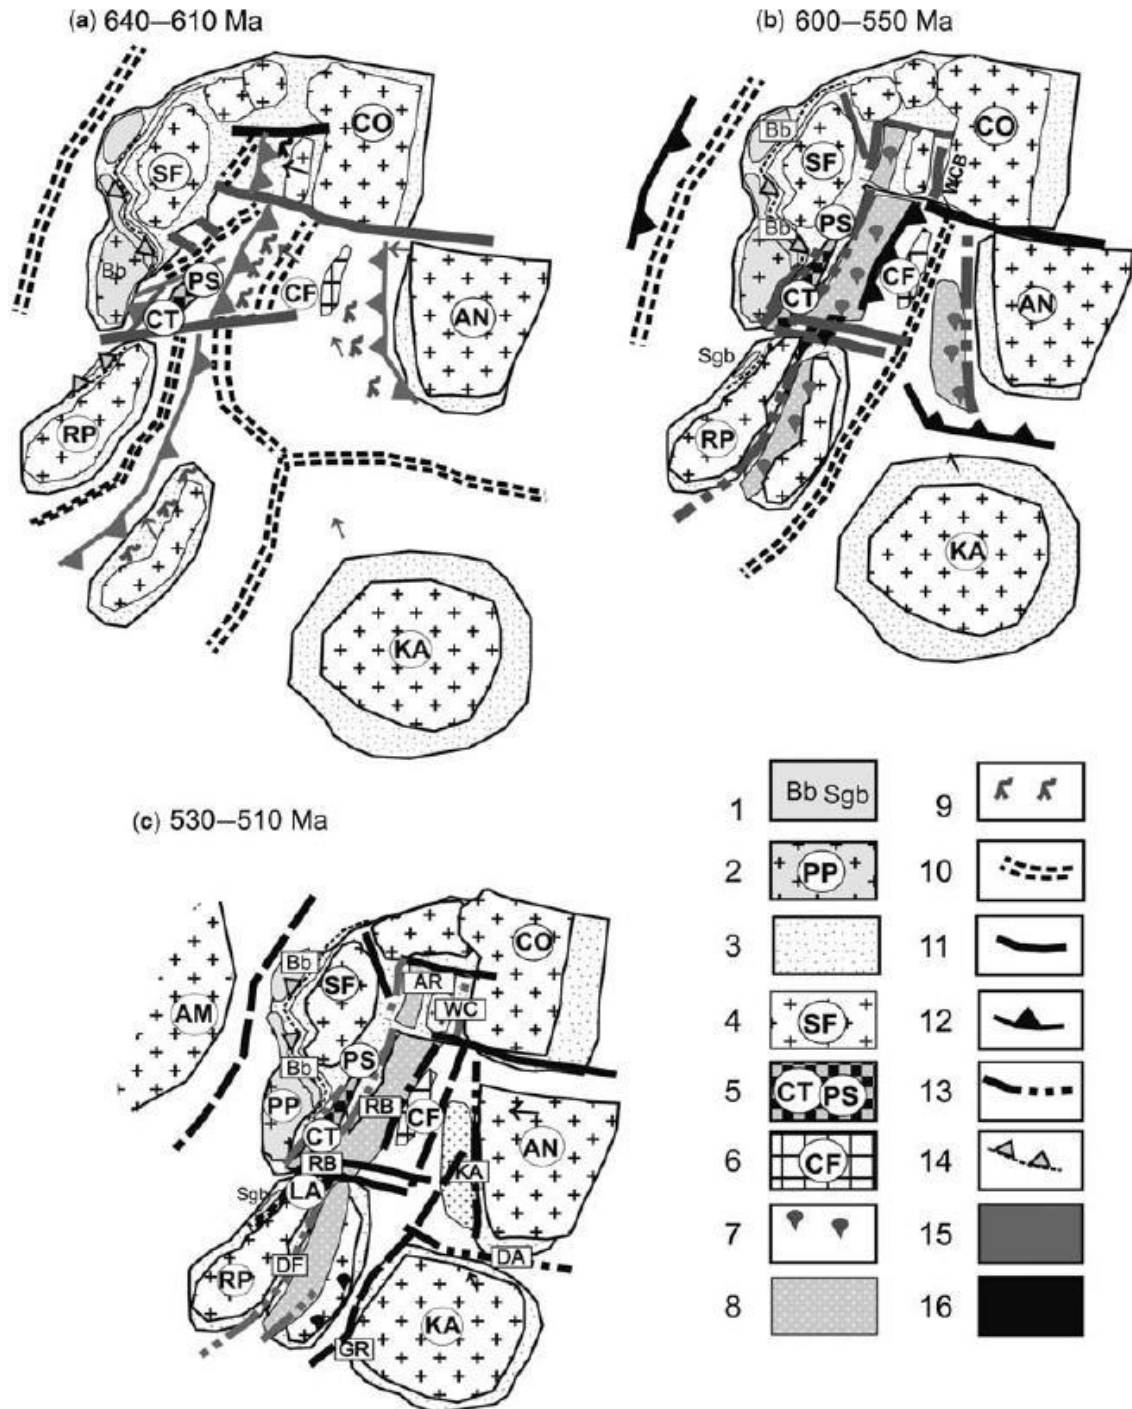 (a) 640–610 Ma
CO
SF
Bb
PS
CF
CT
AN
RP
KA
(b) 600–550 Ma
Bb
CO
SF
WCB
PS
Bb
CF
CT
AN
Sgb
RP
KA
(c) 530–510 Ma
Bb
SF
CO
AR
AM
WC
PS
Bb
PP
RB
CF
CT
AN
RB
KA
Sgb
LA
DA
RP
DF
KA
GR
1 Bb Sgb
2 PP
3
4 SF
5 CT PS
6 CF
7
8
9
10
11
12
13
14
15
16